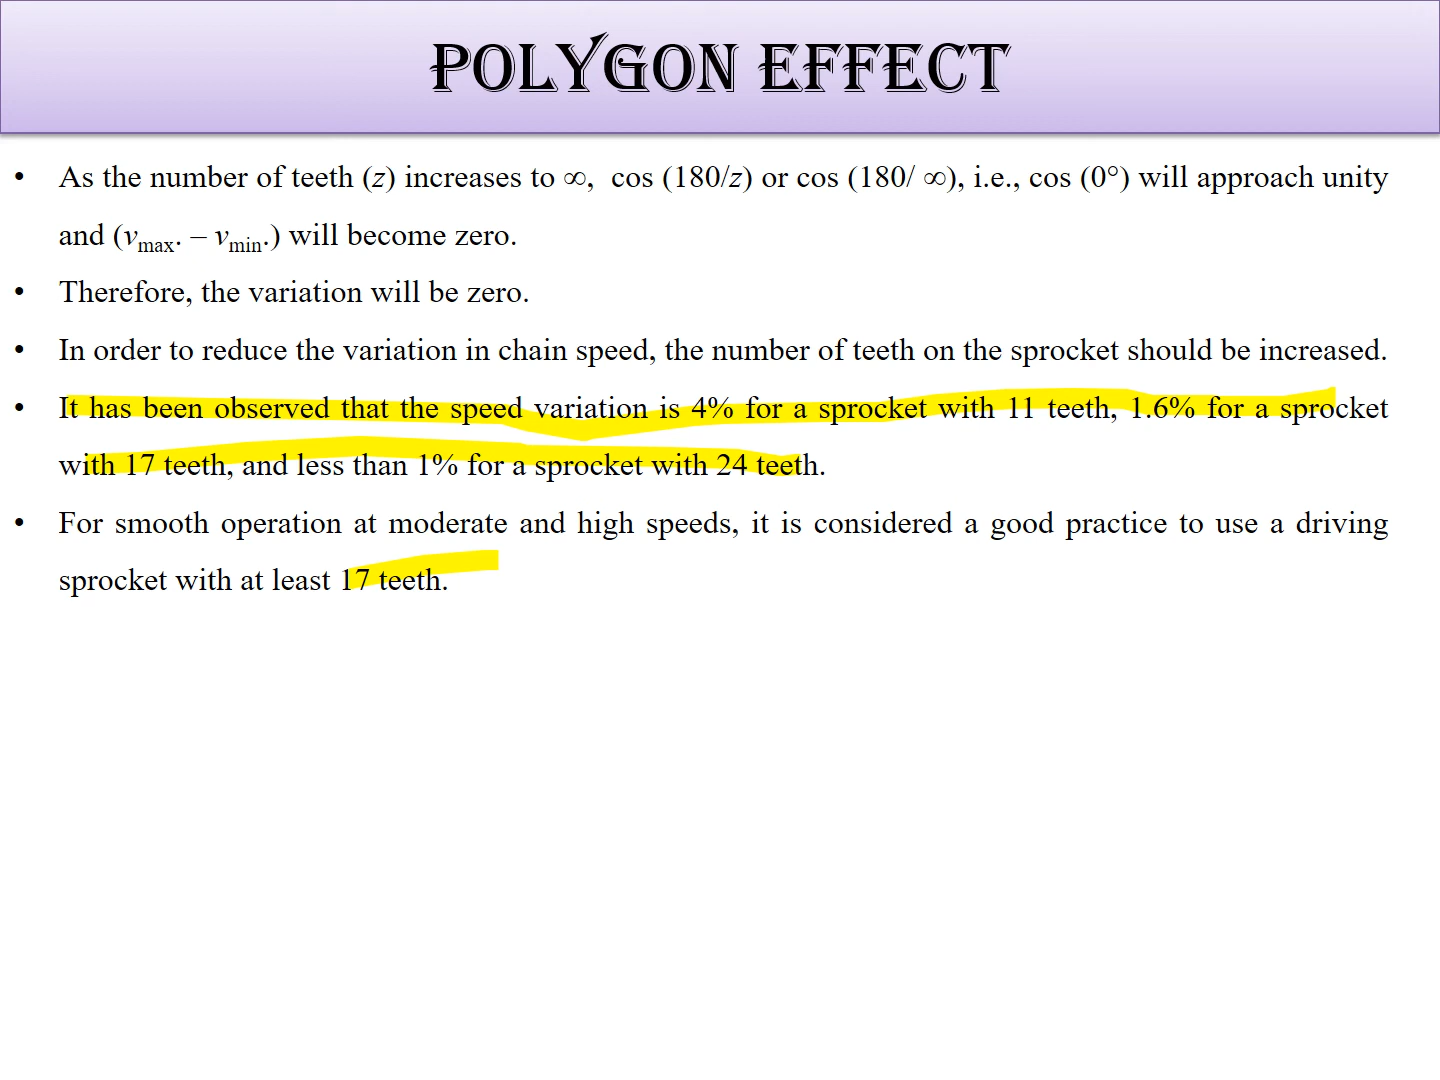 POLYGON EFFECT
• As the number of teeth (z) increases to ∞, cos (180/z) or cos (180/ ∞), i.e., cos (0°) will approach unity
and (vmax. – vmin.) will become zero.
• Therefore, the variation will be zero.
• In order to reduce the variation in chain speed, the number of teeth on the sprocket should be increased.
• It has been observed that the speed variation is 4% for a sprocket with 11 teeth, 1.6% for a sprocket
with 17 teeth, and less than 1% for a sprocket with 24 teeth.
• For smooth operation at moderate and high speeds, it is considered a good practice to use a driving
sprocket with at least 17 teeth.